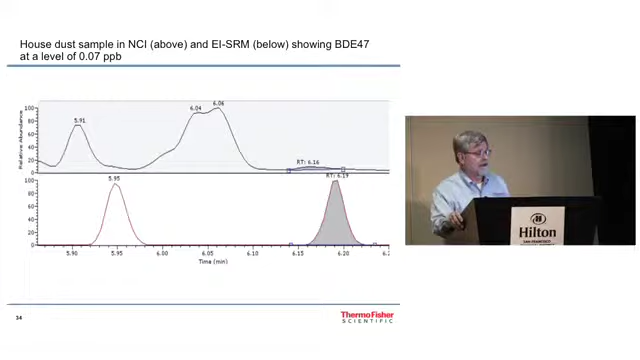 House dust sample in NCI (above) and EI-SRM (below) showing BDE47
at a level of 0.07 ppb
Relative Abundance
100
80
60
40
20
0
5.91
6.04
6.06
RT: 6.16
100
80
60
40
20
0
5.95
RT: 6.19
5.90
5.95
6.00
6.05
6.10
6.15
6.20
Time (min)
34
ThermoFisher
SCIENTIFIC
Hilton
SAN FRANCISCO